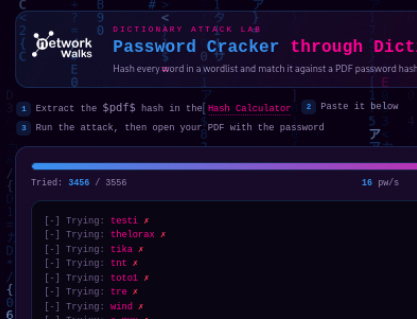 network
Walks
DICTIONARY ATTACK LAB
Password Cracker through Dict
Hash every word in a wordlist and match it against a PDF password hash
1 Extract the $pdf$ hash in the Hash Calculator 2 Paste it below
3 Run the attack, then open your PDF with the password
Tried: 3456 / 3556 16 pw/s
[-] Trying: testi ✗
[-] Trying: thelorax ✗
[-] Trying: tika ✗
[-] Trying: tnt ✗
[-] Trying: toto1 ✗
[-] Trying: tre ✗
[-] Trying: wind ✗